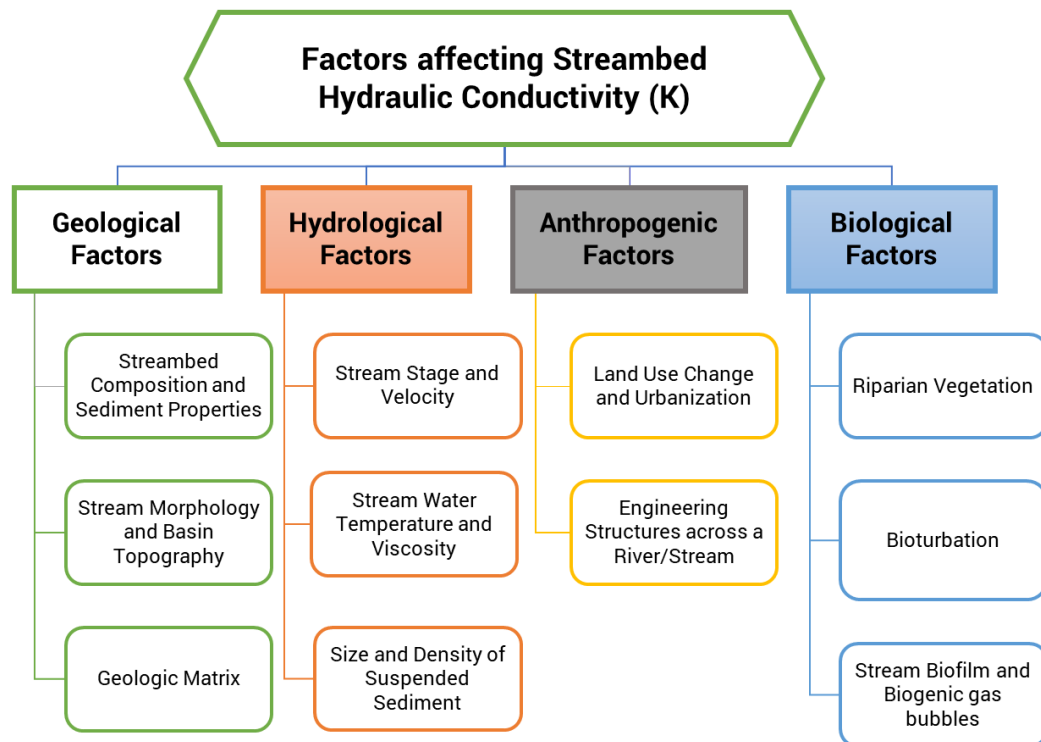 Factors affecting Streambed
Hydraulic Conductivity (K)
Geological
Factors
Hydrological
Factors
Anthropogenic
Factors
Biological
Factors
Streambed
Composition and
Sediment Properties
Stream Morphology
and Basin
Topography
Geologic Matrix
Stream Stage and
Velocity
Stream Water
Temperature and
Viscosity
Size and Density of
Suspended
Sediment
Land Use Change
and Urbanization
Engineering
Structures across a
River/Stream
Riparian Vegetation
Bioturbation
Stream Biofilm and
Biogenic gas
bubbles